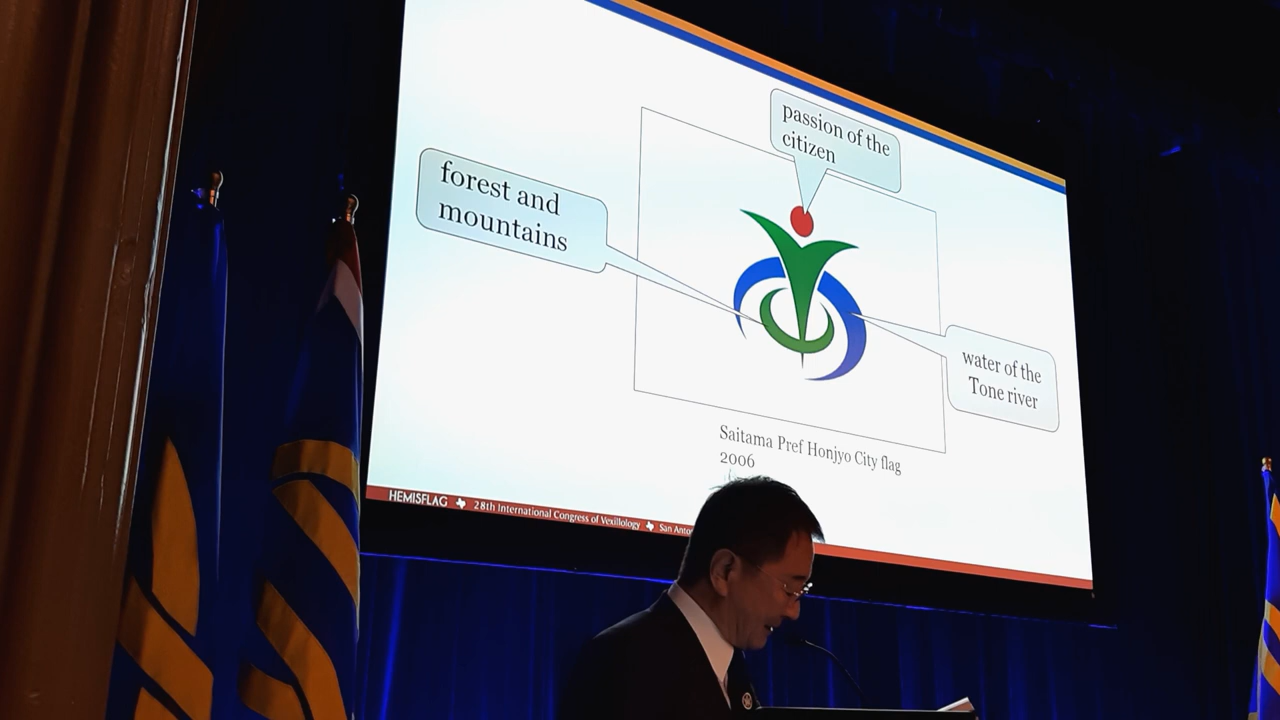 passion of the
citizen
forest and
mountains
water of the
Tone river
Saitama Pref Honjyo City flag
2006
HEMISFLAG 28th International Congress of Vexillology San Anto